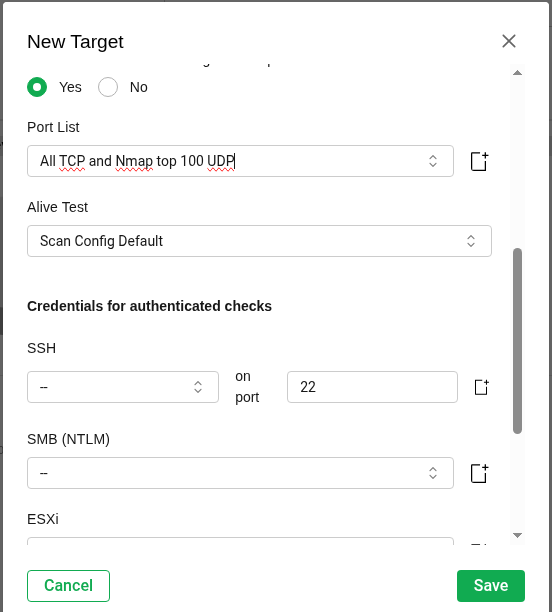 New Target
Yes
No
Port List
All TCP and Nmap top 100 UDP
Alive Test
Scan Config Default
Credentials for authenticated checks
SSH
--
on port
22
SMB (NTLM)
--
ESXi
Cancel
Save